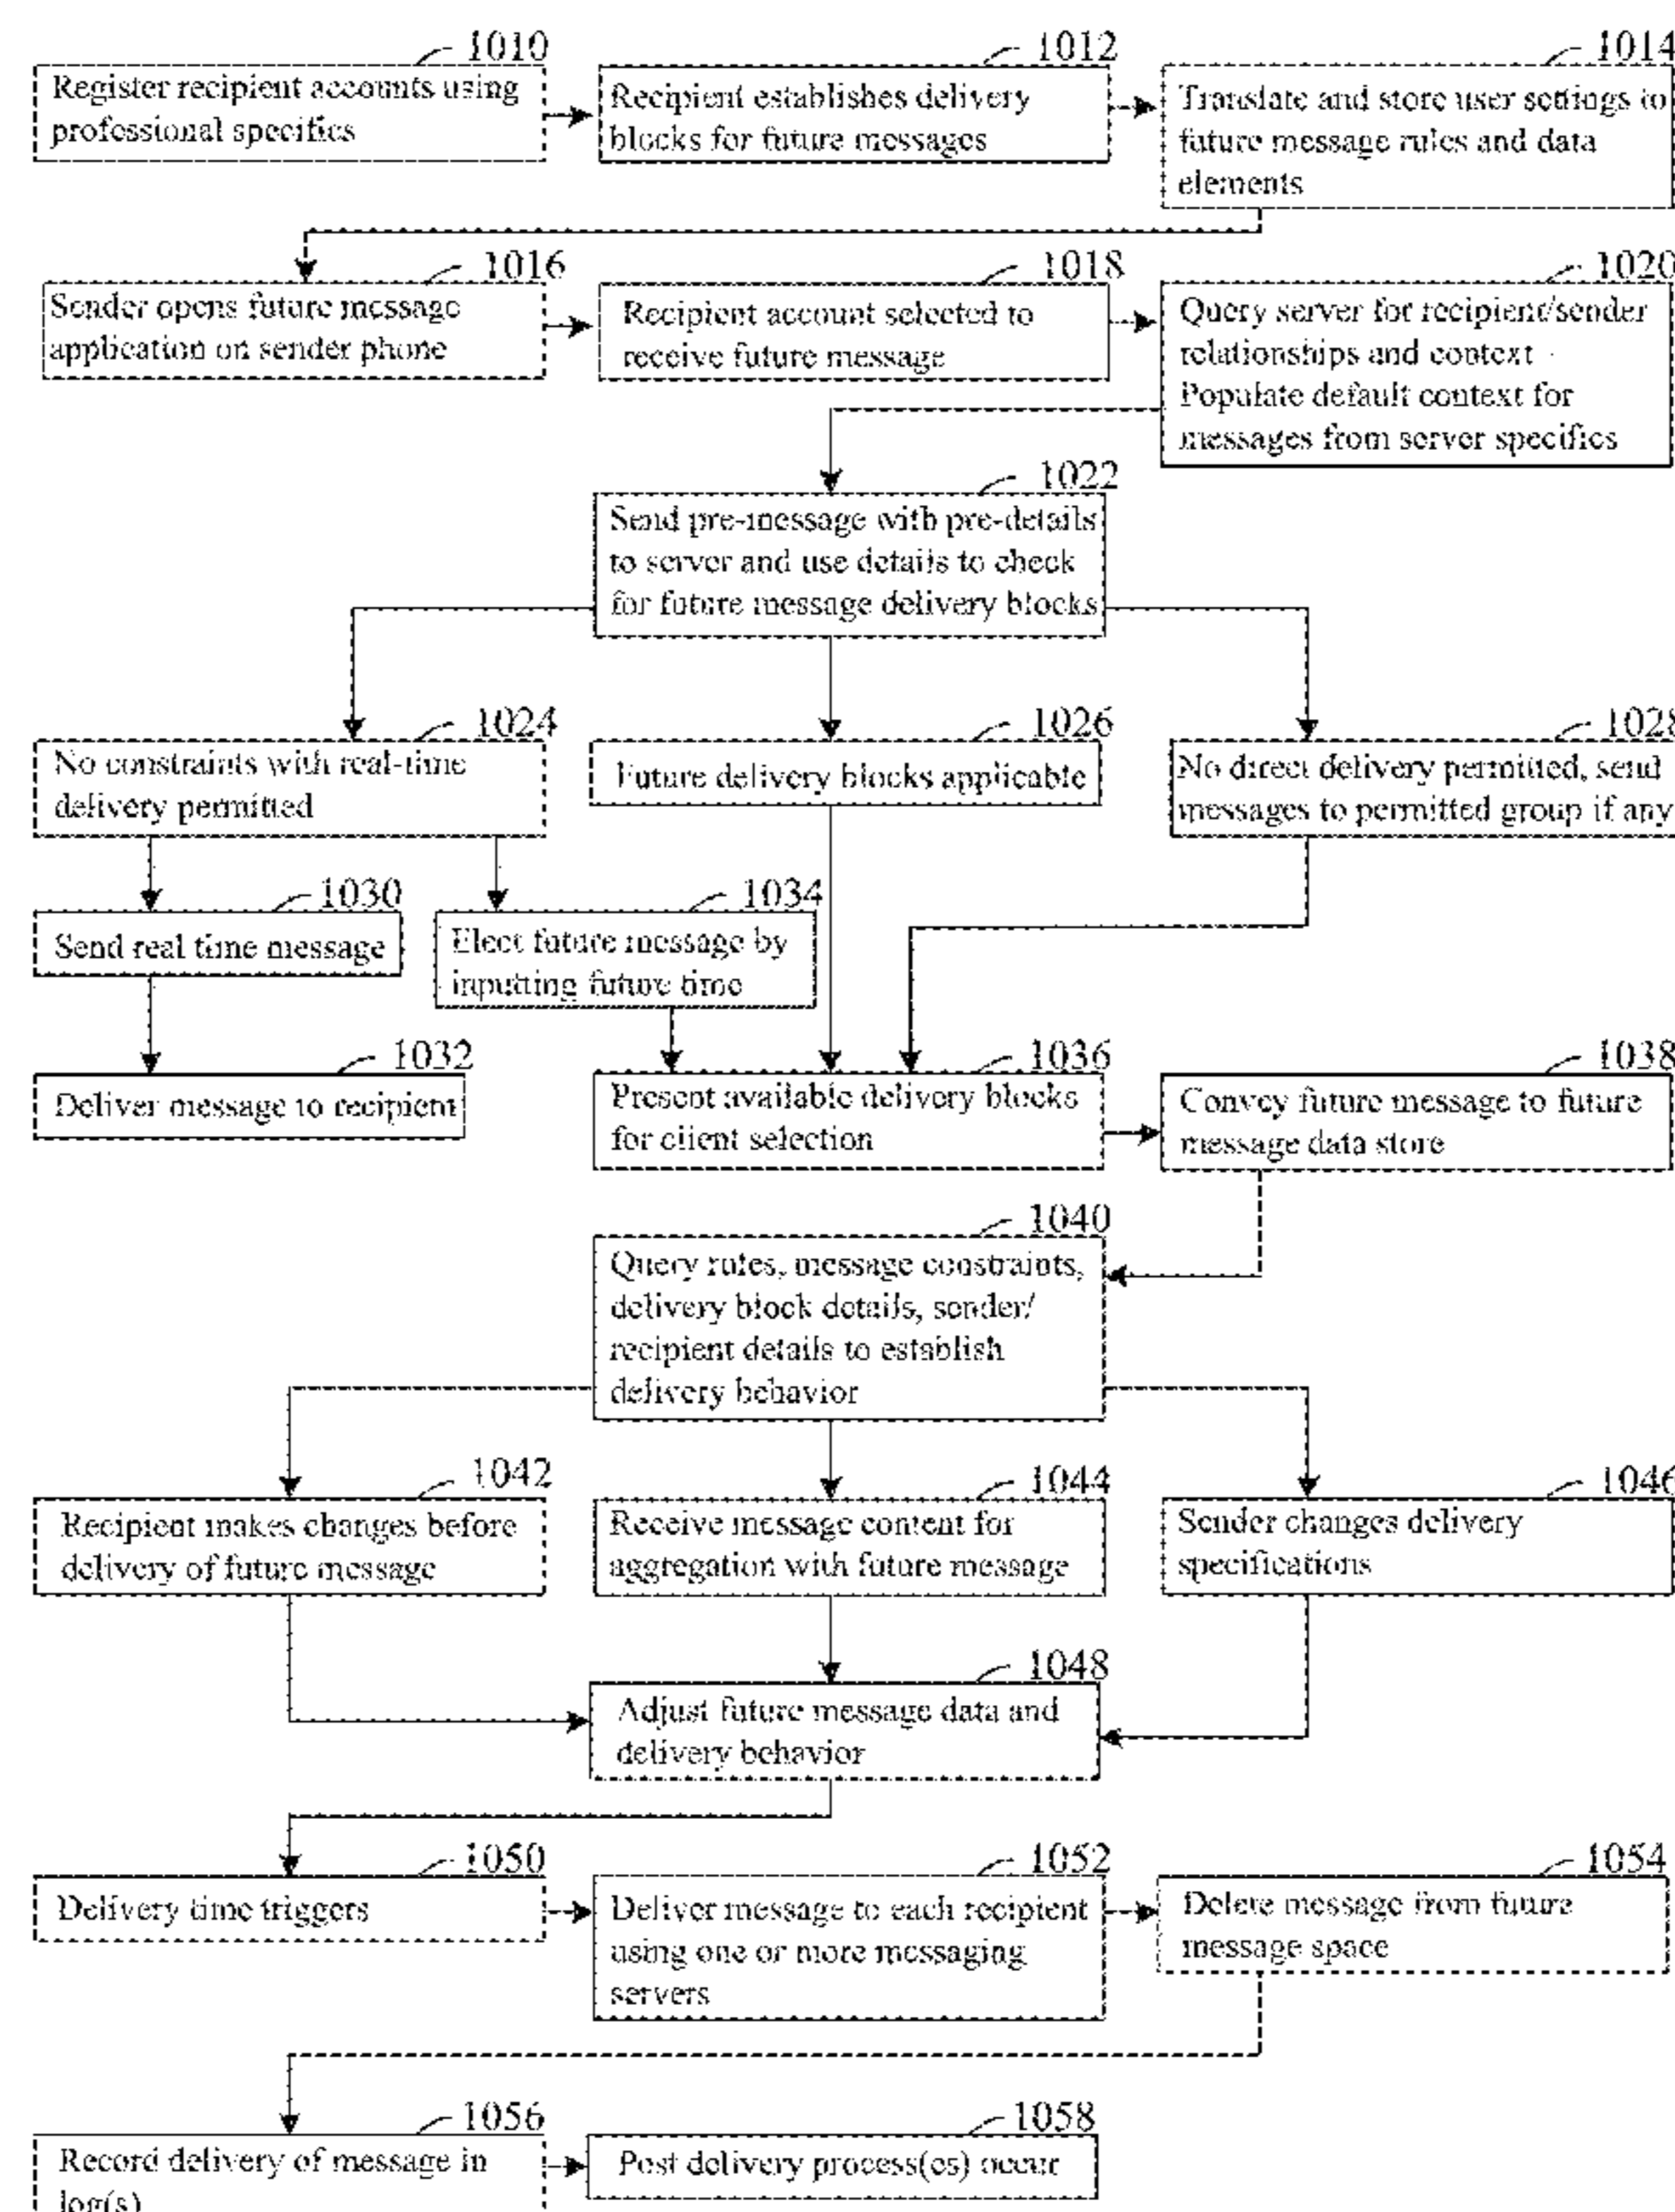 1010
Register recipient accounts using
professional specifics
1012
Recipient establishes delivery
blocks for future messages
1014
Translate and store user settings to
future message rules and data
elements
1016
Sender opens future message
application on sender phone
1018
Recipient account selected to
receive future message
1020
Query server for recipient/sender
relationships and context
Populate default context for
messages from server specifics
1022
Send pre-message with pre-details
to server and use details to check
for future message delivery blocks
1024
No constraints with real-time
delivery permitted
1026
Future delivery blocks applicable
1028
No direct delivery permitted, send
messages to permitted group if any
1030
Send real time message
1034
Elect future message by
inputting future time
1032
Deliver message to recipient
1036
Present available delivery blocks
for client selection
1038
Convey future message to future
message data store
1040
Query rules, message constraints,
delivery block details, sender/
recipient details to establish
delivery behavior
1042
Recipient makes changes before
delivery of future message
1044
Receive message content for
aggregation with future message
1046
Sender changes delivery
specifications
1048
Adjust future message data and
delivery behavior
1050
Delivery time triggers
1052
Deliver message to each recipient
using one or more messaging
servers
1054
Delete message from future
message space
1056
Record delivery of message in
log(s)
1058
Post delivery process(es) occur